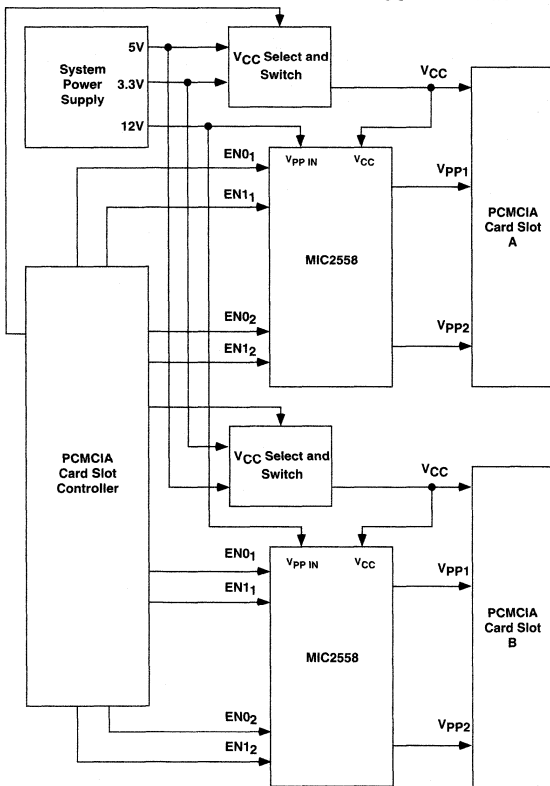 System
Power
Supply
5V
3.3V
12V
VCC Select and
Switch
VCC
VPP IN
VCC
EN01
EN11
VPP1
MIC2558
PCMCIA
Card Slot
A
EN02
EN12
VPP2
PCMCIA
Card Slot
Controller
VCC Select and
Switch
VCC
VPP IN
VCC
EN01
EN11
VPP1
MIC2558
PCMCIA
Card Slot
B
EN02
EN12
VPP2